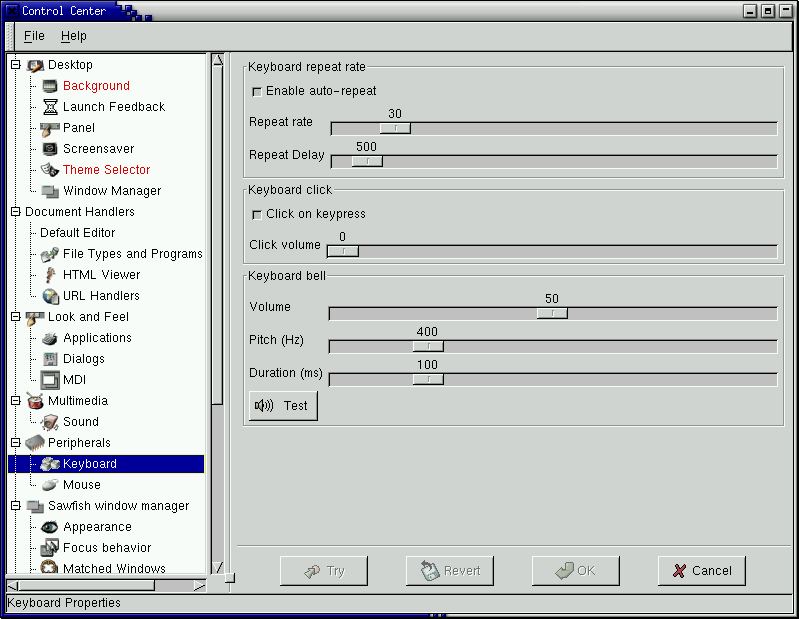 Control Center
File Help
Desktop
Background
Launch Feedback
Panel
Screensaver
Theme Selector
Window Manager
Document Handlers
Default Editor
File Types and Programs
HTML Viewer
URL Handlers
Look and Feel
Applications
Dialogs
MDI
Multimedia
Sound
Peripherals
Keyboard
Mouse
Sawfish window manager
Appearance
Focus behavior
Matched Windows
Keyboard repeat rate
Enable auto-repeat
30
Repeat rate
500
Repeat Delay
Keyboard click
Click on keypress
0
Click volume
Keyboard bell
50
Volume
400
Pitch (Hz)
100
Duration (ms)
Test
Try Revert OK Cancel
Keyboard Properties